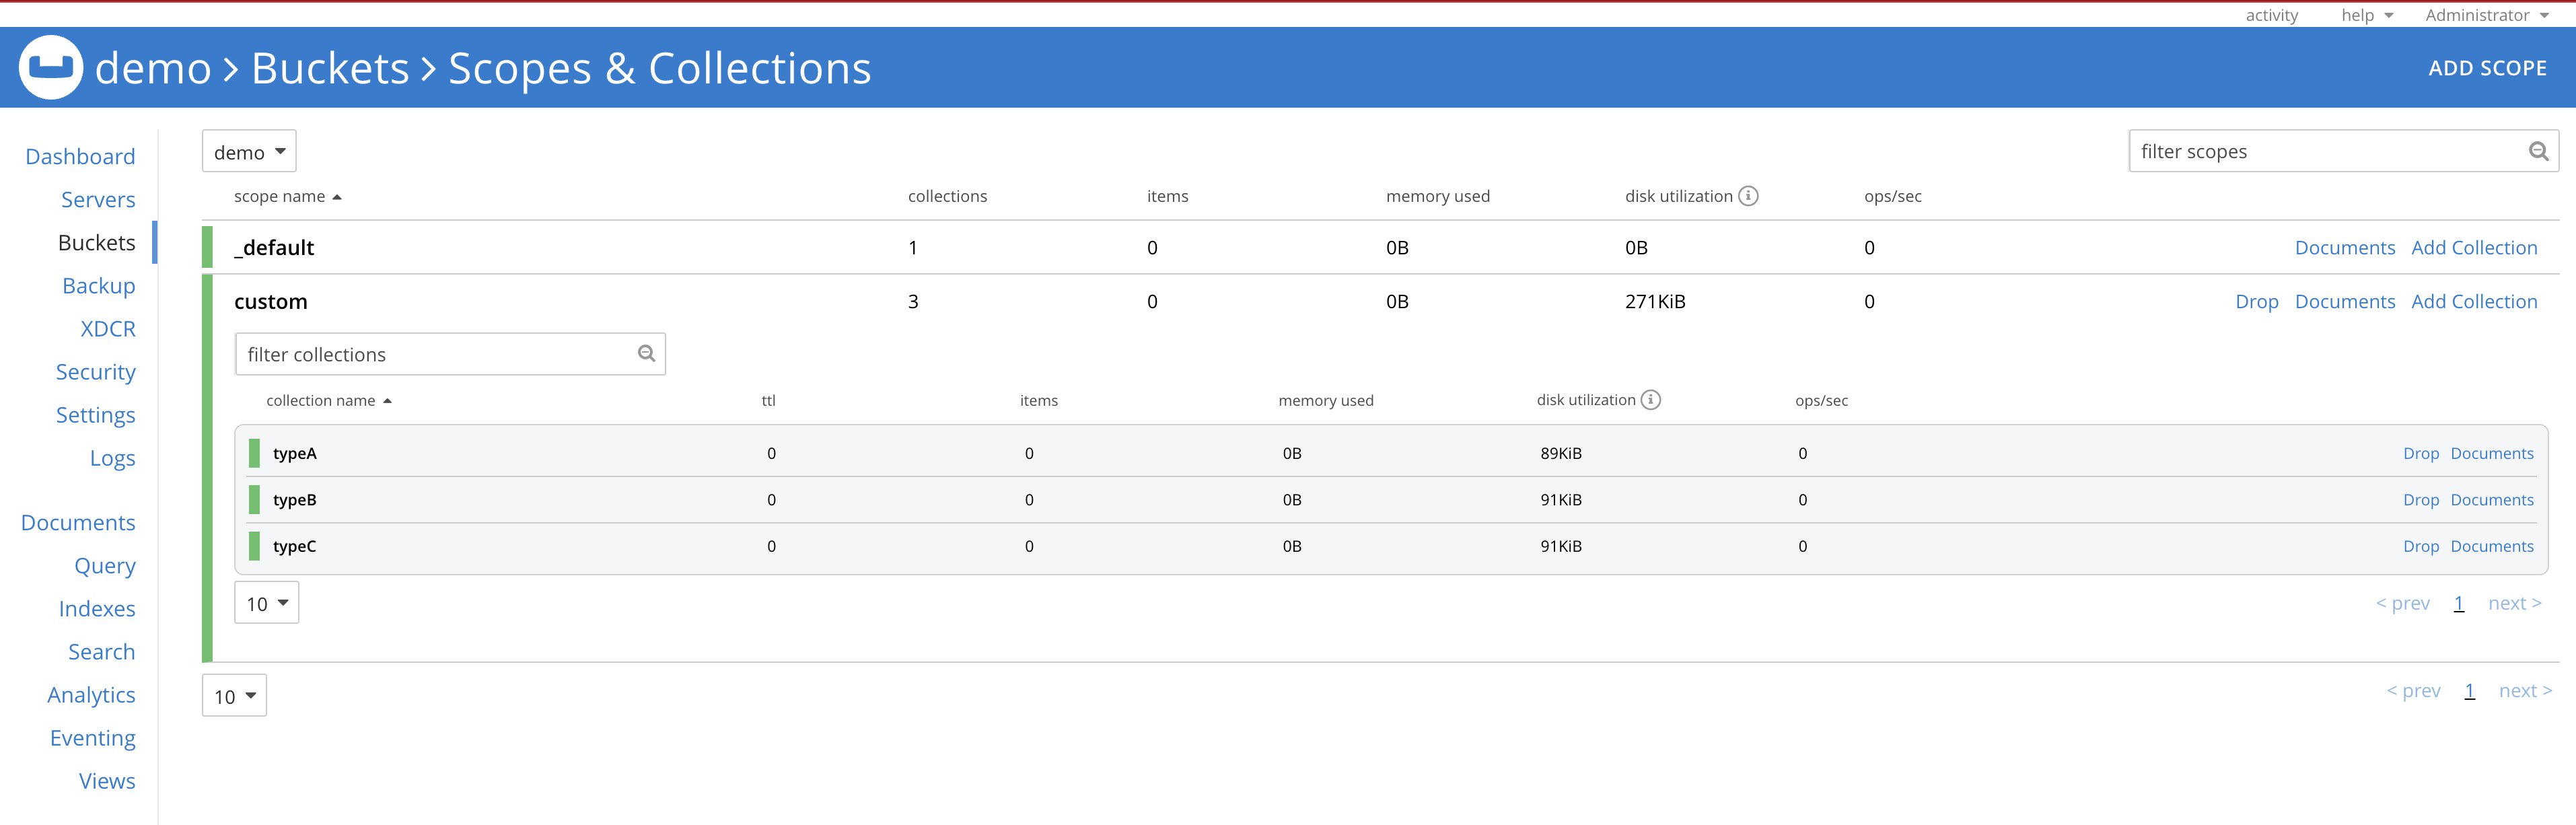 activity help Administrator
demo > Buckets > Scopes & Collections ADD SCOPE
Dashboard
Servers
Buckets
Backup
XDCR
Security
Settings
Logs
Documents
Query
Indexes
Search
Analytics
Eventing
Views
demo filter scopes
scope name collections items memory used disk utilization ops/sec
_default 1 0 0B 0B 0 Documents Add Collection
custom 3 0 0B 271KiB 0 Drop Documents Add Collection
filter collections
collection name ttl items memory used disk utilization ops/sec
typeA 0 0 0B 89KiB 0 Drop Documents
typeB 0 0 0B 91KiB 0 Drop Documents
typeC 0 0 0B 91KiB 0 Drop Documents
10 < prev 1 next >
10 < prev 1 next >